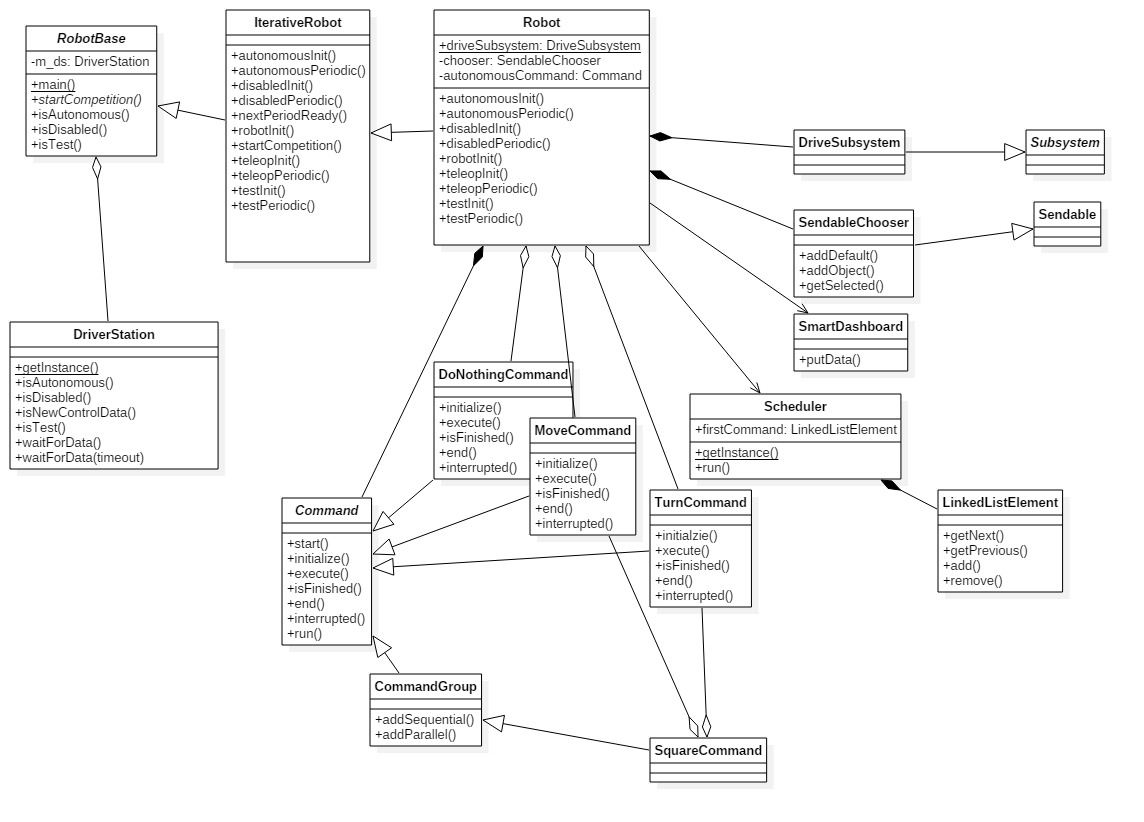 RobotBase
-m_ds: DriverStation
+main()
+startCompetition()
+isAutonomous()
+isDisabled()
+isTest()
IterativeRobot
+autonomousInit()
+autonomousPeriodic()
+disabledInit()
+disabledPeriodic()
+nextPeriodReady()
+robotInit()
+startCompetition()
+teleopInit()
+teleopPeriodic()
+testInit()
+testPeriodic()
Robot
+driveSubsystem: DriveSubsystem
-chooser: SendableChooser
-autonomousCommand: Command
+autonomousInit()
+autonomousPeriodic()
+disabledInit()
+disabledPeriodic()
+robotInit()
+teleopInit()
+teleopPeriodic()
+testInit()
+testPeriodic()
DriveSubsystem
Subsystem
SendableChooser
+addDefault()
+addObject()
+getSelected()
Sendable
SmartDashboard
+putData()
DriverStation
+getInstance()
+isAutonomous()
+isDisabled()
+isNewControlData()
+isTest()
+waitForData()
+waitForData(timeout)
DoNothingCommand
+initialize()
+execute()
+isFinished()
+end()
+interrupted()
MoveCommand
+initialize()
+execute()
+isFinished()
+end()
+interrupted()
Scheduler
+firstCommand: LinkedListElement
+getInstance()
+run()
TurnCommand
+initialzie()
+xecute()
+isFinished()
+end()
+interrupted()
LinkedListElement
+getNext()
+getPrevious()
+add()
+remove()
Command
+start()
+initialize()
+execute()
+isFinished()
+end()
+interrupted()
+run()
CommandGroup
+addSequential()
+addParallel()
SquareCommand